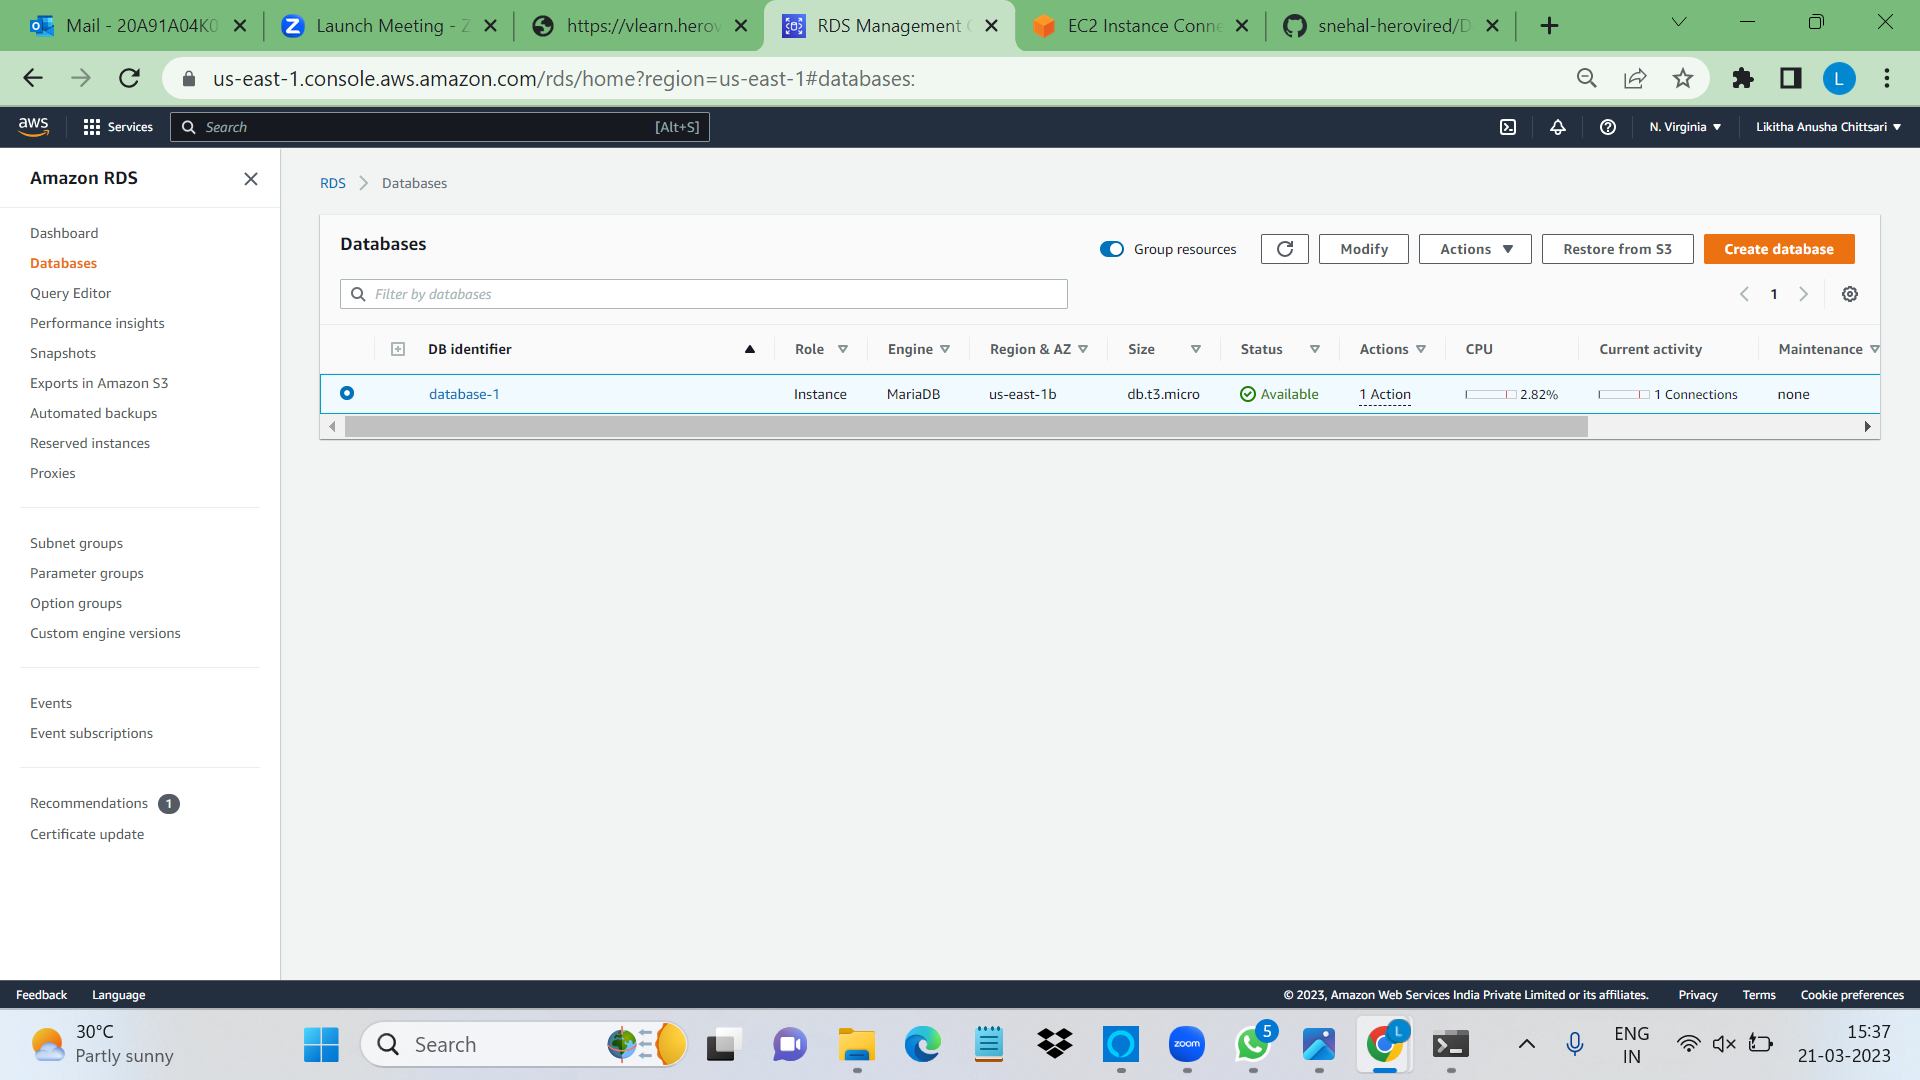 Mail - 20A91A04K0
Launch Meeting - Z
https://vlearn.herov
RDS Management C
EC2 Instance Conne
snehal-herovired/D
us-east-1.console.aws.amazon.com/rds/home?region=us-east-1#databases:
L
aws
Services
Search
[Alt+S]
N. Virginia
Likitha Anusha Chittsari
Amazon RDS
Dashboard
Databases
Query Editor
Performance insights
Snapshots
Exports in Amazon S3
Automated backups
Reserved instances
Proxies
Subnet groups
Parameter groups
Option groups
Custom engine versions
Events
Event subscriptions
Recommendations 1
Certificate update
RDS > Databases
Databases
Group resources
Modify
Actions
Restore from S3
Create database
Filter by databases
1
DB identifier Role Engine Region & AZ Size Status Actions CPU Current activity Maintenance
database-1 Instance MariaDB us-east-1b db.t3.micro Available 1 Action 2.82% 1 Connections none
Feedback Language
© 2023, Amazon Web Services India Private Limited or its affiliates. Privacy Terms Cookie preferences
30°C
Partly sunny
Search
zoom
5
L
ENG
IN
15:37
21-03-2023